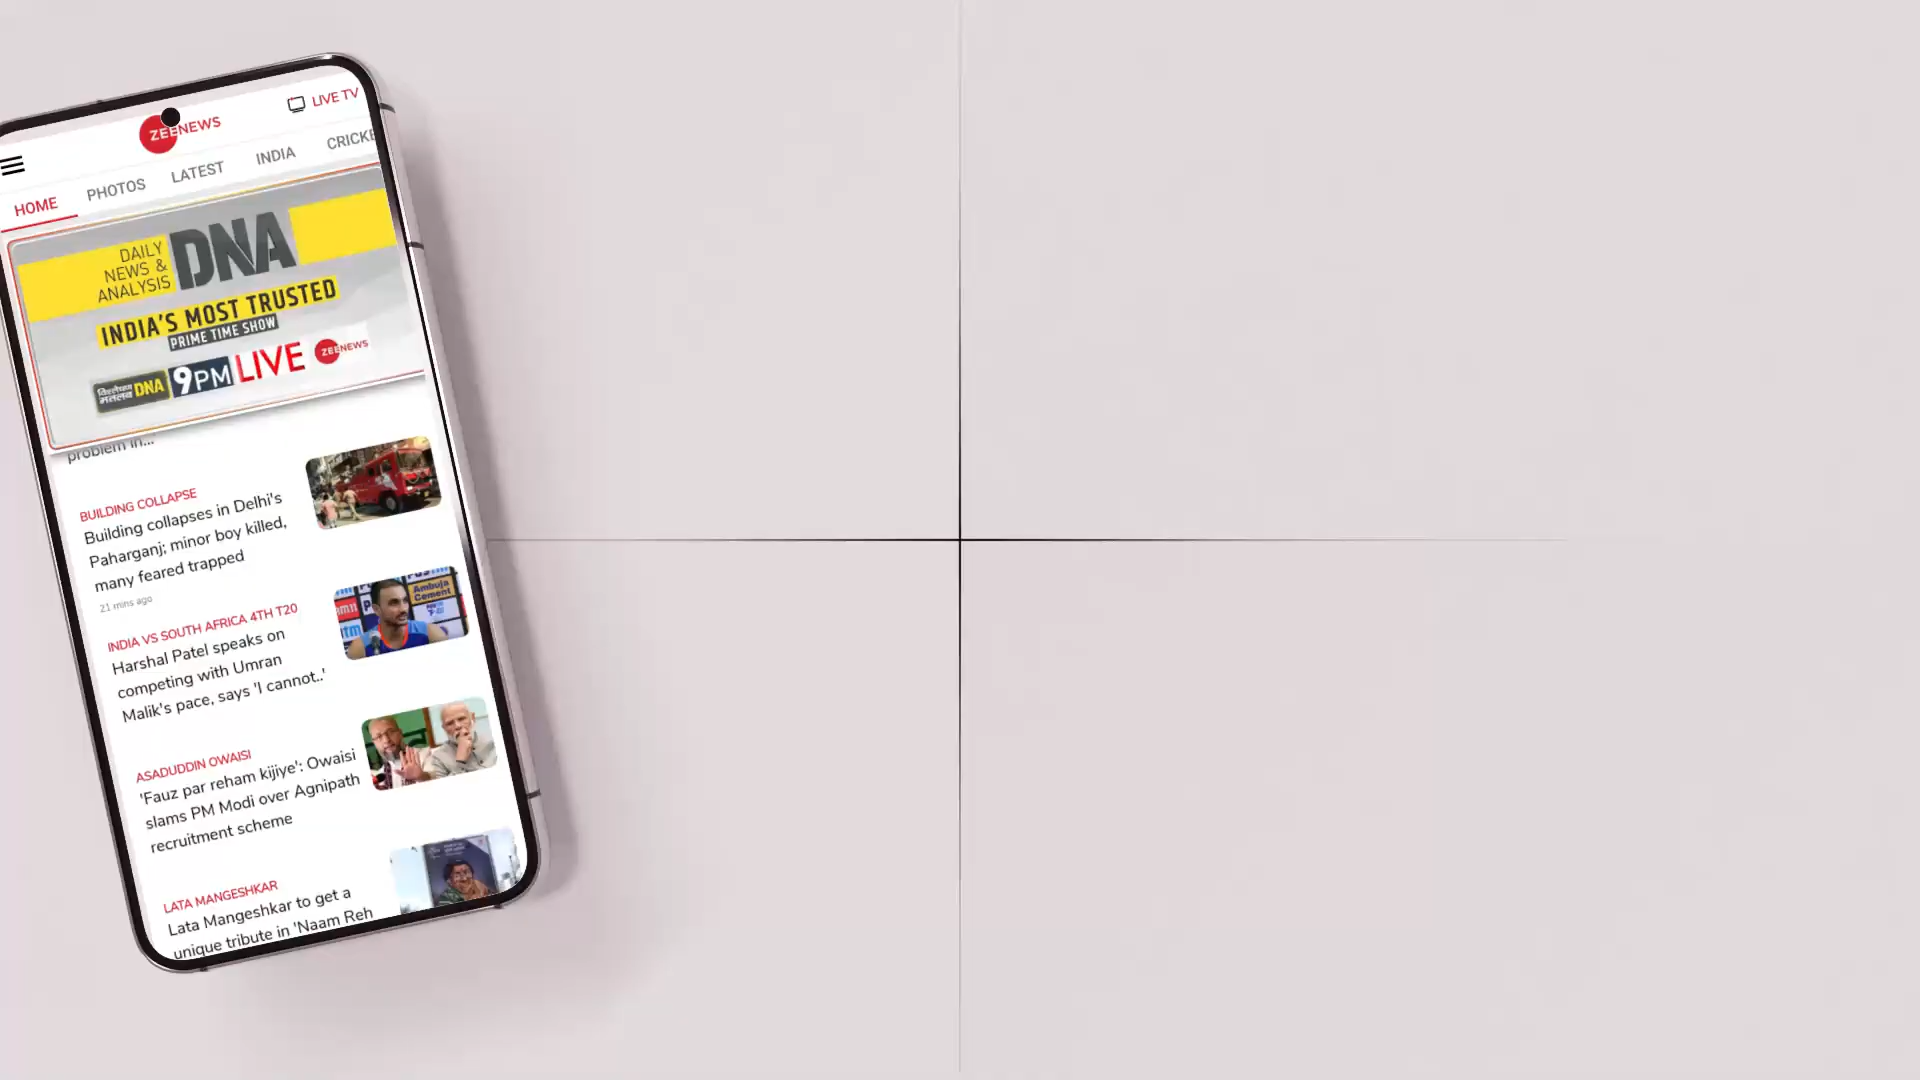 ZEENEWS
LIVE TV
HOME
PHOTOS
LATEST
INDIA
CRICKE
DAILY
NEWS &
ANALYSIS
DNA
INDIA'S MOST TRUSTED
PRIME TIME SHOW
DNA
9PM
LIVE
ZEENEWS
problem in...
BUILDING COLLAPSE
Building collapses in Delhi's
Paharganj; minor boy killed,
many feared trapped
21 mins ago
INDIA VS SOUTH AFRICA 4TH T20
Harshal Patel speaks on
competing with Umran
Malik's pace, says 'I cannot..'
Ambuja
Cement
ASADUDDIN OWAISI
'Fauz par reham kijiye': Owaisi
slams PM Modi over Agnipath
recruitment scheme
LATA MANGESHKAR
Lata Mangeshkar to get a
unique tribute in 'Naam Reh